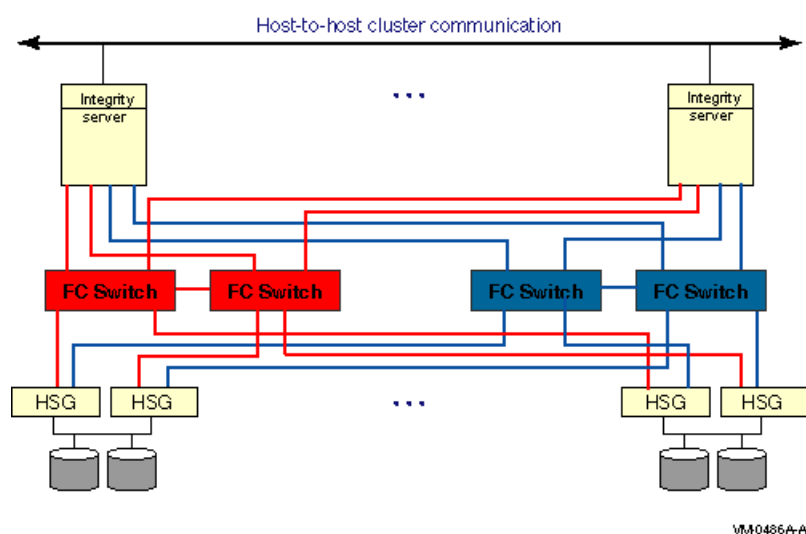 Host-to-host cluster communication
Integrity
server
...
Integrity
server
FC Switch
FC Switch
FC Switch
FC Switch
HSG
HSG
...
HSG
HSG
VM-0486A-A